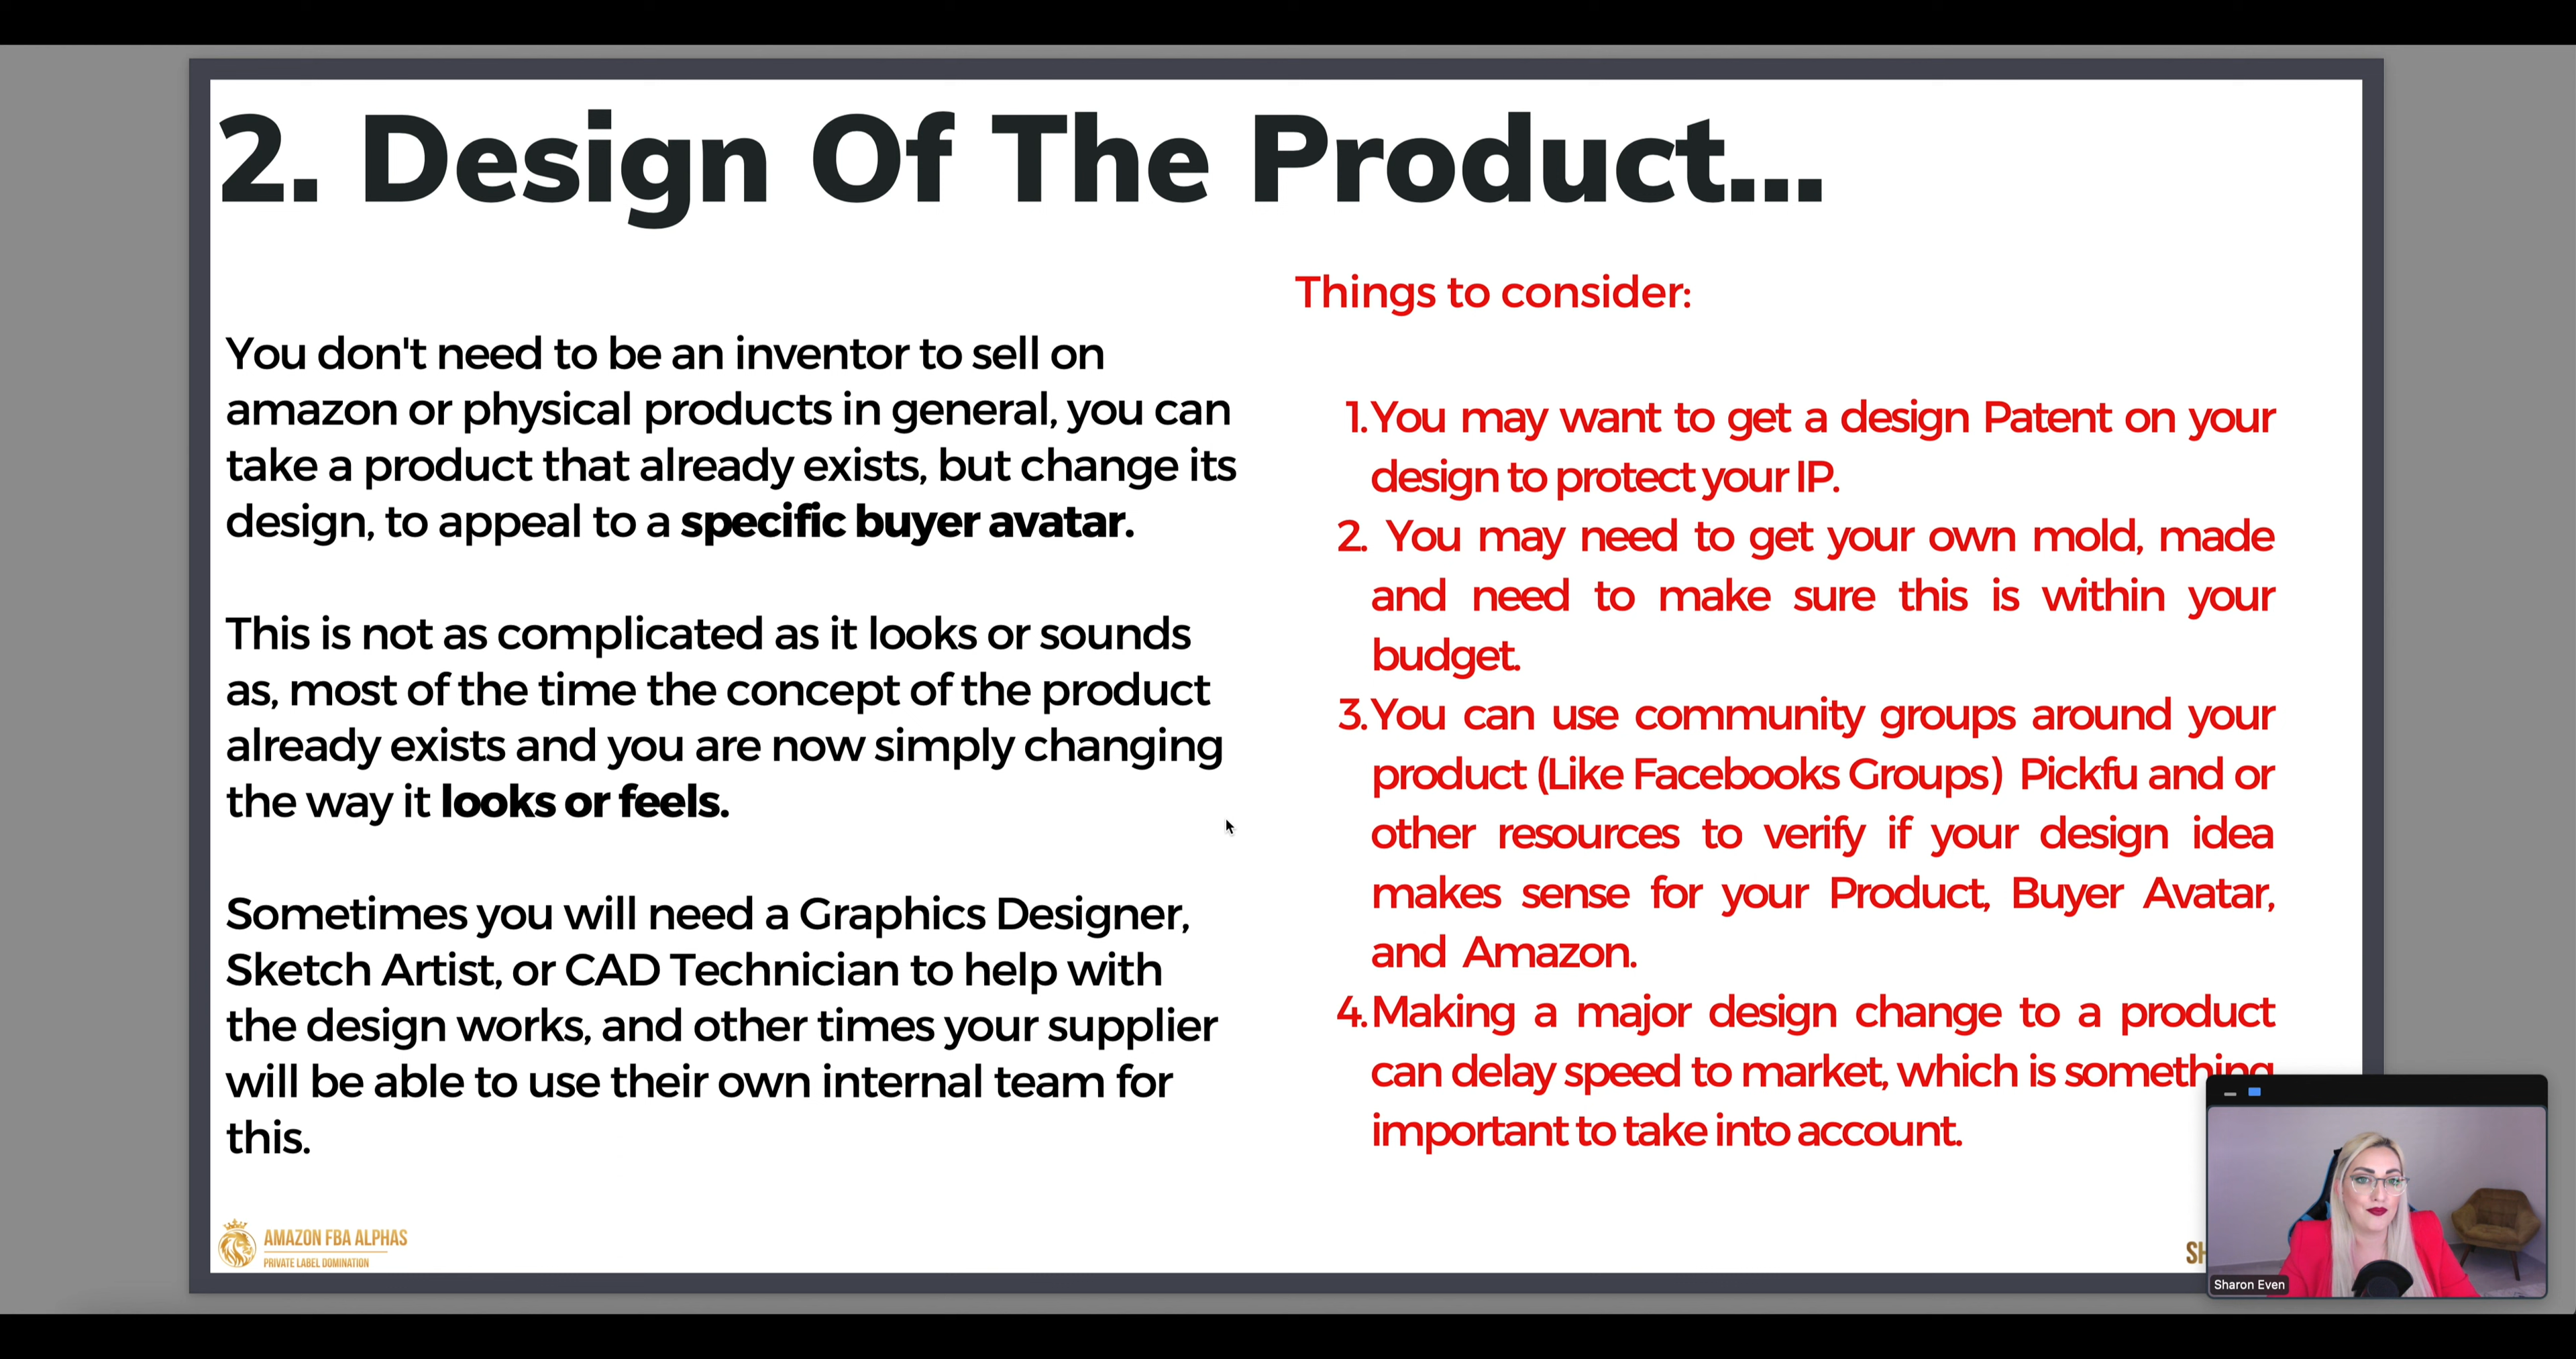 2. Design Of The Product...
You don't need to be an inventor to sell on
amazon or physical products in general, you can
take a product that already exists, but change its
design, to appeal to a specific buyer avatar.
This is not as complicated as it looks or sounds
as, most of the time the concept of the product
already exists and you are now simply changing
the way it looks or feels.
Sometimes you will need a Graphics Designer,
Sketch Artist, or CAD Technician to help with
the design works, and other times your supplier
will be able to use their own internal team for
this.
Things to consider:
1. You may want to get a design Patent on your
design to protect your IP.
2. You may need to get your own mold, made
and need to make sure this is within your
budget.
3. You can use community groups around your
product (Like Facebooks Groups) Pickfu and or
other resources to verify if your design idea
makes sense for your Product, Buyer Avatar,
and Amazon.
4. Making a major design change to a product
can delay speed to market, which is something
important to take into account.
AMAZON FBA ALPHAS
PRIVATE LABEL DOMINATION
Sharon Even